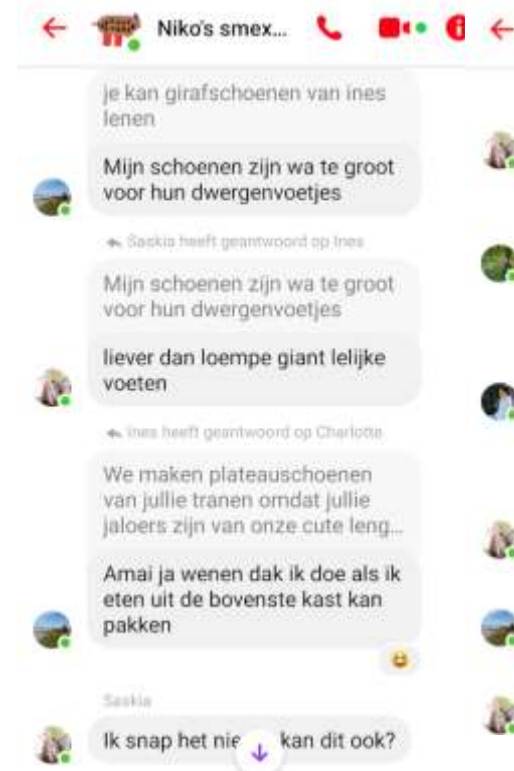 Niko's smex...
je kan girafschoenen van ines
lenen
Mijn schoenen zijn wa te groot
voor hun dwergenvoetjes
Saskia heeft geantwoord op Ines
Mijn schoenen zijn wa te groot
voor hun dwergenvoetjes
liever dan loempe giant lelijke
voeten
Ines heeft geantwoord op Charlotte
We maken plateauschoenen
van jullie tranen omdat jullie
jaloers zijn van onze cute leng...
Amai ja wenen dak ik doe als ik
eten uit de bovenste kast kan
pakken
Saskia
Ik snap het kan dit ook?